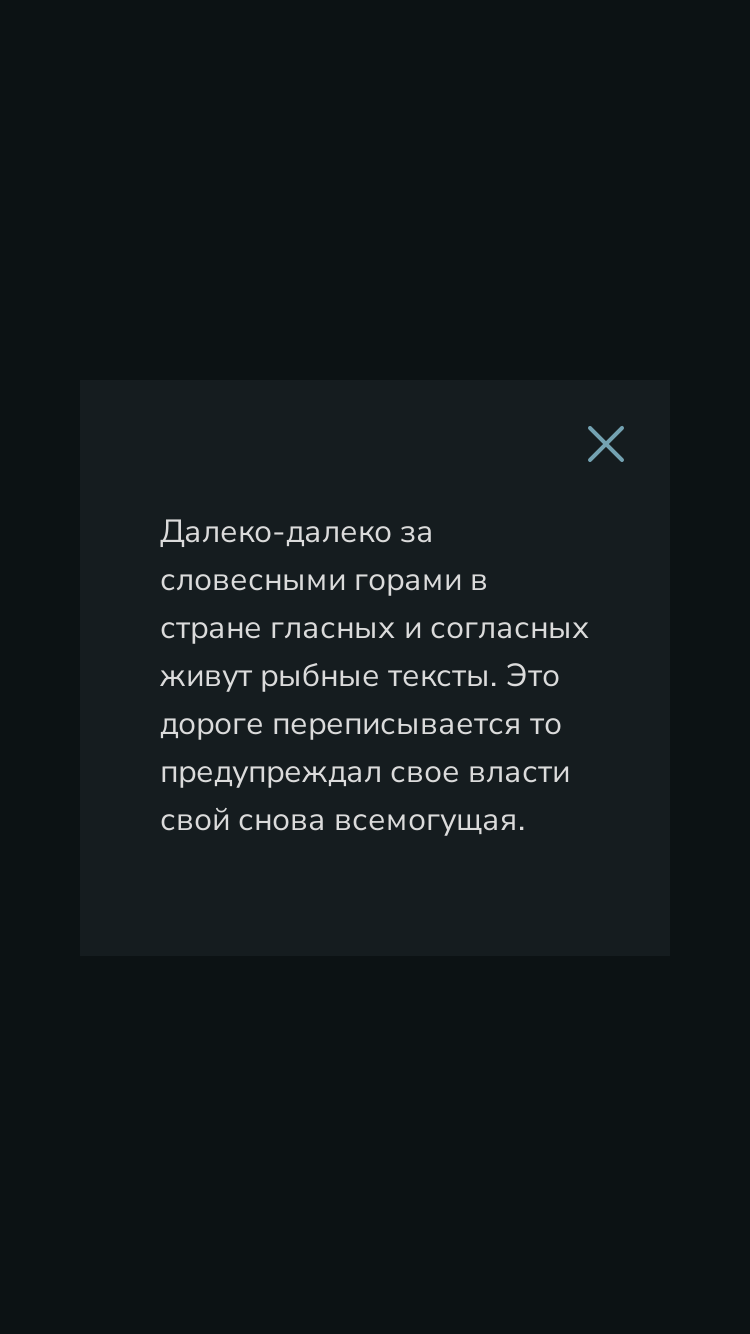 Далеко-далеко за
словесными горами в
стране гласных и согласных
живут рыбные тексты. Это
дороге переписывается то
предупреждал свое власти
свой снова всемогущая.